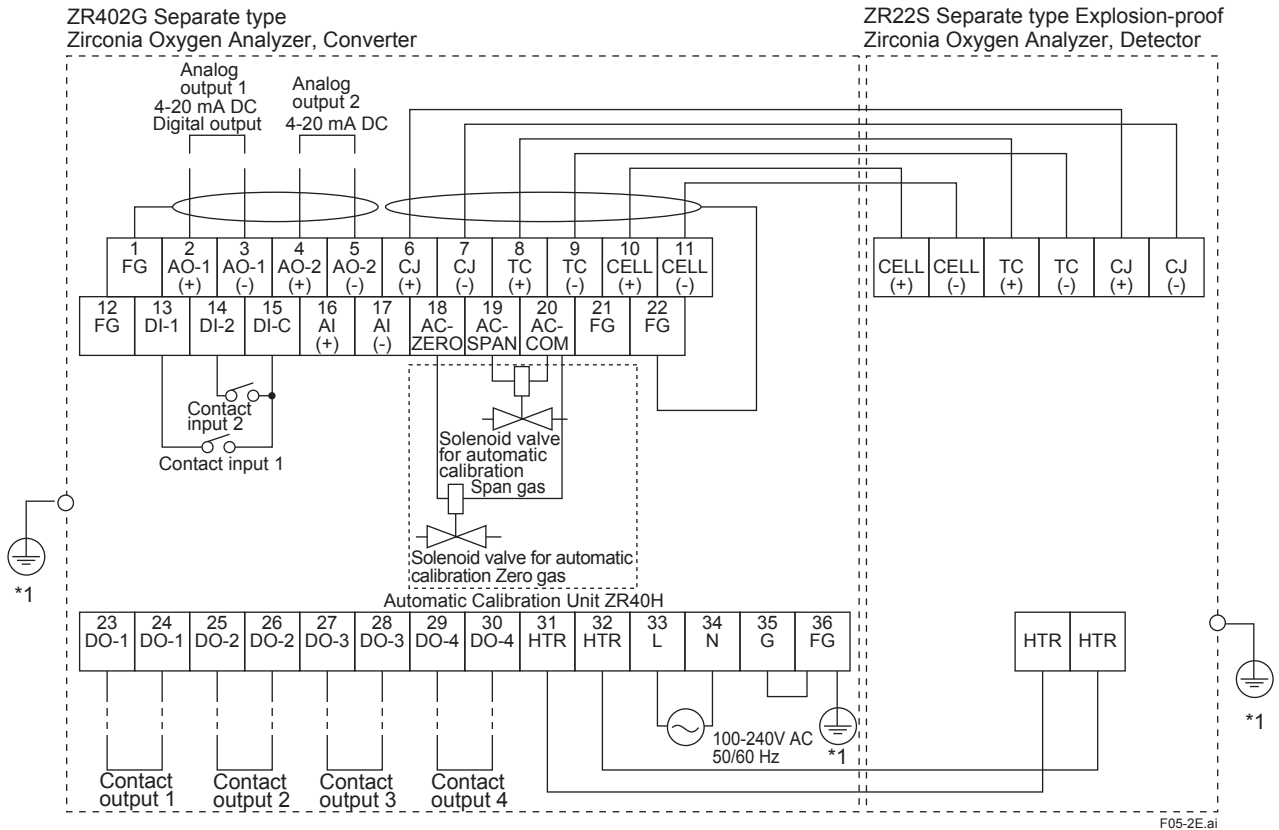 ZR402G Separate type
Zirconia Oxygen Analyzer, Converter
ZR22S Separate type Explosion-proof
Zirconia Oxygen Analyzer, Detector
Analog
output 1
4-20 mA DC
Digital output
Analog
output 2
4-20 mA DC
1 2 3 4 5 6 7 8 9 10 11
FG AO-1 AO-1 AO-2 AO-2 CJ CJ TC TC CELL CELL
(+) (-) (+) (-) (+) (-) (+) (-) (+) (-)
CELL CELL TC TC CJ CJ
(+) (-) (+) (-) (+) (-)
12 13 14 15 16 17 18 19 20 21 22
FG DI-1 DI-2 DI-C AI AI AC- AC- AC- FG FG
(+) (-) ZERO SPAN COM
Contact
input 2
Contact input 1
Solenoid valve
for automatic
calibration
Span gas
Solenoid valve for automatic
calibration Zero gas
Automatic Calibration Unit ZR40H
*1
23 24 25 26 27 28 29 30 31 32 33 34 35 36
DO-1 DO-1 DO-2 DO-2 DO-3 DO-3 DO-4 DO-4 HTR HTR L N G FG
HTR HTR
*1
100-240V AC
50/60 Hz
*1
Contact
output 1
Contact
output 2
Contact
output 3
Contact
output 4
F05-2E.ai